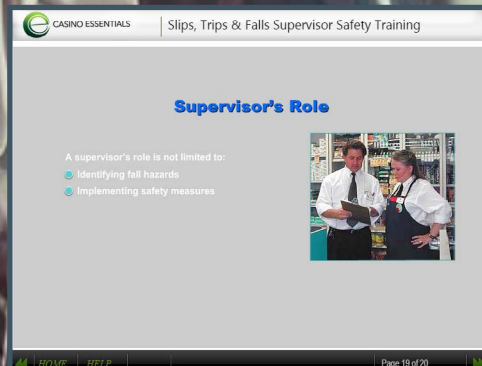 CASINO ESSENTIALS
Slips, Trips & Falls Supervisor Safety Training
Supervisor's Role
A supervisor's role is not limited to:
Identifying fall hazards
Implementing safety measures
HOME HELP Page 19 of 20